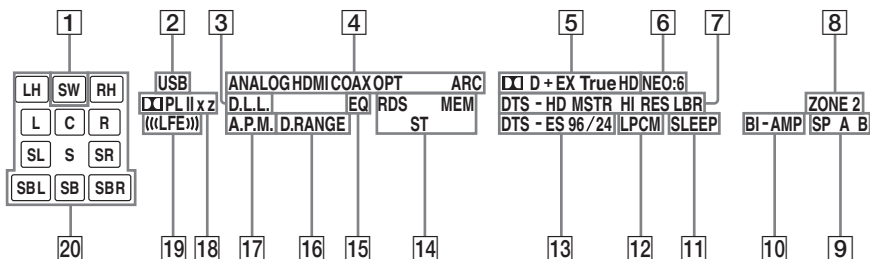 1 2 3 4 5 6 7 8
LH SW RH USB ANALOG HDMI COAX OPT ARC D + EX True HD NEO:6
L C R PL II x z D.L.L. EQ RDS MEM DTS - HD MSTR HI RES LBR ZONE 2
SL S SR (((LFE))) A.P.M. D.RANGE ST DTS - ES 96/24 LPCM SLEEP BI - AMP SP A B
SBL SB SBR
20 19 18 17 16 15 14 13 12 11 10 9